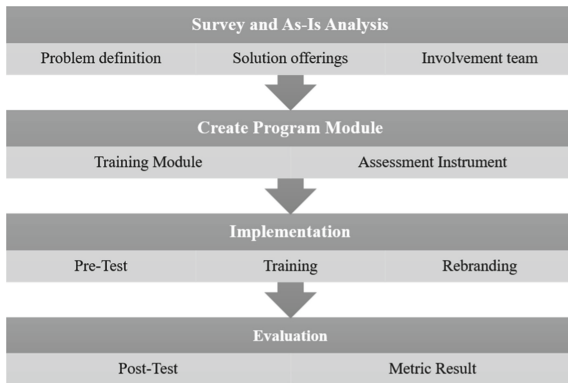 Survey and As-Is Analysis
Problem definition Solution offerings Involvement team
Create Program Module
Training Module Assessment Instrument
Implementation
Pre-Test Training Rebranding
Evaluation
Post-Test Metric Result